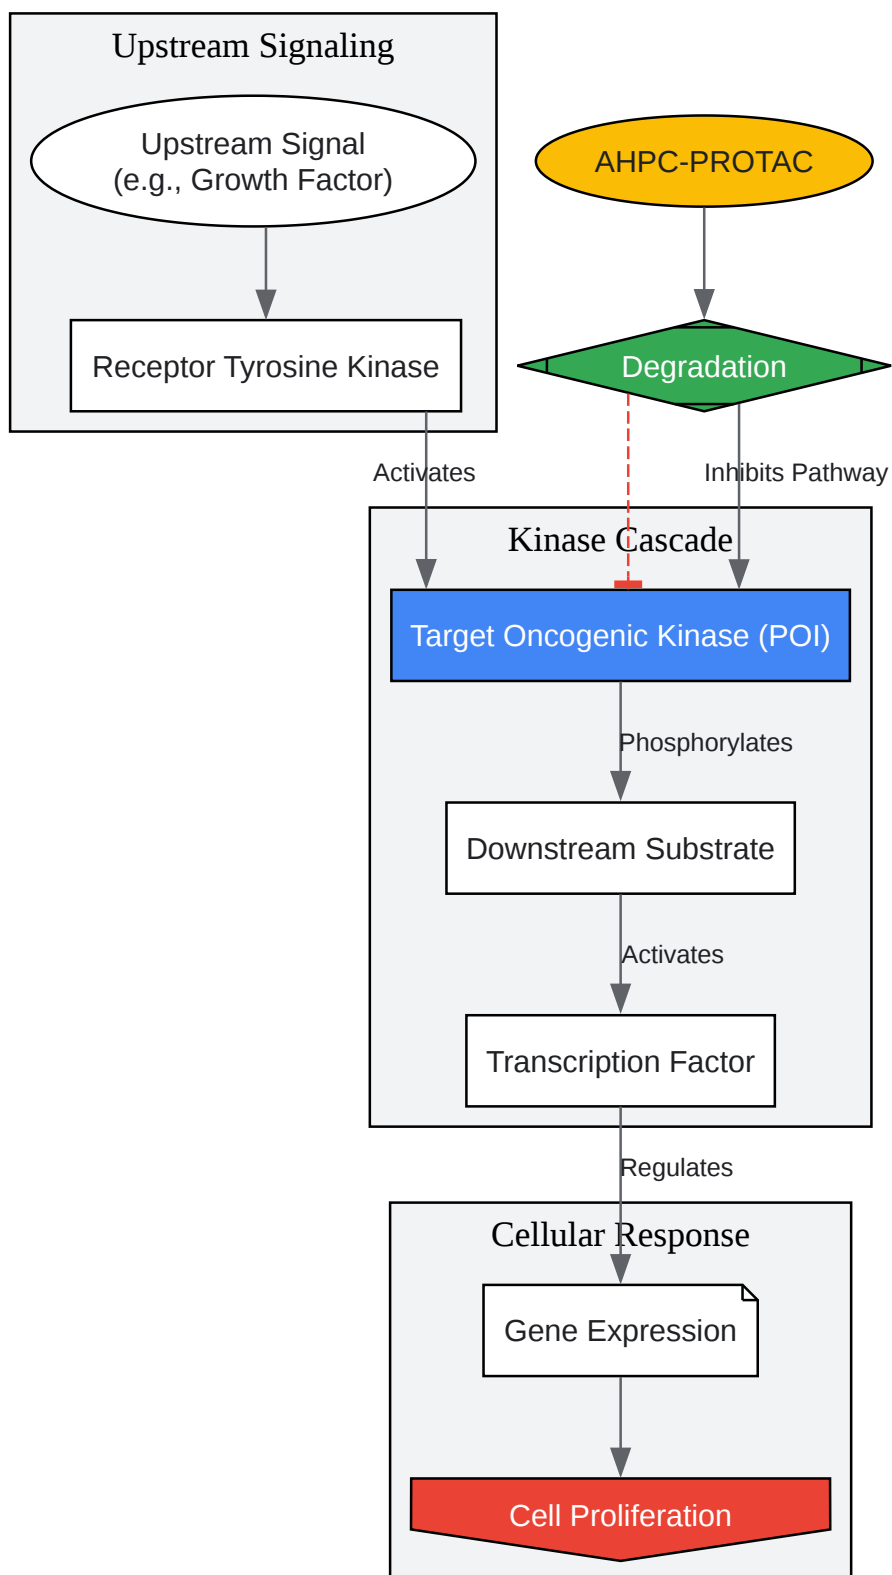 Upstream Signaling
Upstream Signal
(e.g., Growth Factor)
AHPC-PROTAC
Receptor Tyrosine Kinase
Degradation
Activates
Inhibits Pathway
Kinase Cascade
Target Oncogenic Kinase (POI)
Phosphorylates
Downstream Substrate
Activates
Transcription Factor
Regulates
Cellular Response
Gene Expression
Cell Proliferation